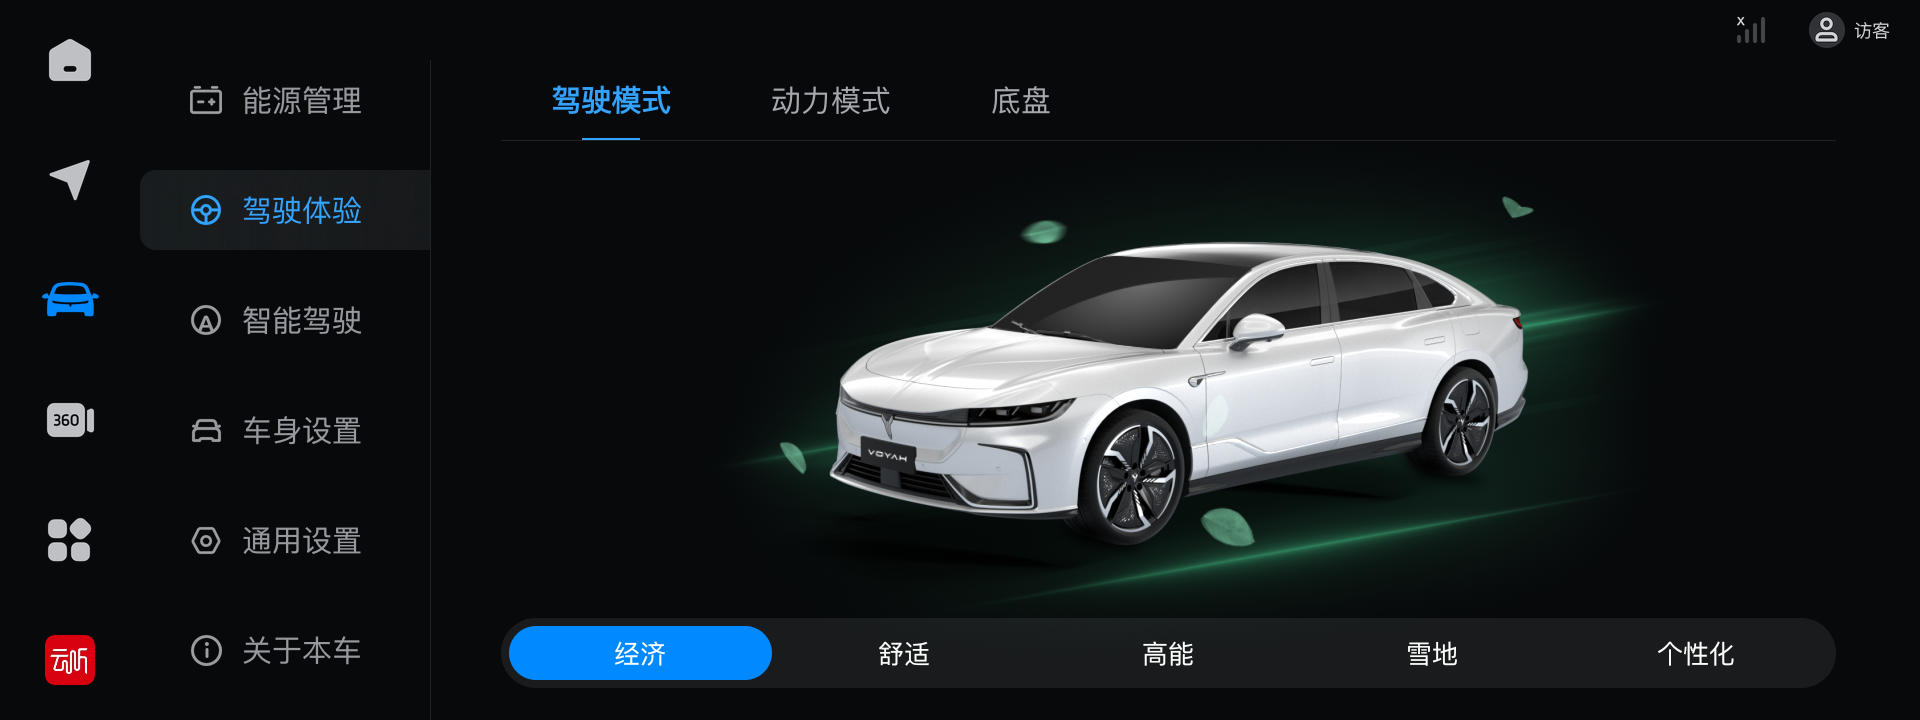 x
访客
能源管理
驾驶体验
智能驾驶
车身设置
通用设置
关于本车
360
动听
驾驶模式
动力模式
底盘
VOYAH
经济
舒适
高能
雪地
个性化